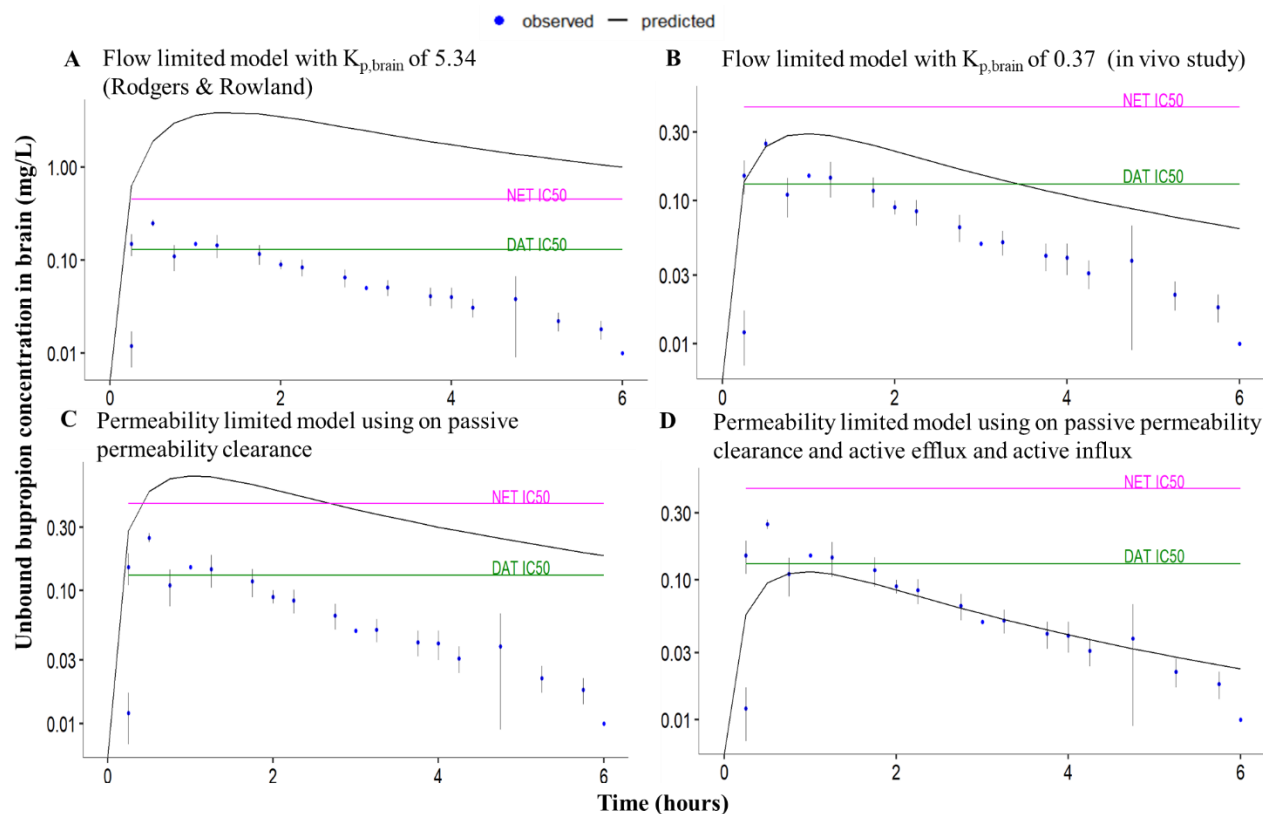 observed — predicted
A Flow limited model with Kp,brain of 5.34
(Rodgers & Rowland)
B Flow limited model with Kp,brain of 0.37 (in vivo study)
Unbound bupropion concentration in brain (mg/L)
1.00
0.10
0.01
NET IC50
DAT IC50
0 2 4 6
0.30
0.10
0.03
0.01
NET IC50
DAT IC50
0 2 4 6
C Permeability limited model using on passive
permeability clearance
D Permeability limited model using on passive permeability
clearance and active efflux and active influx
0.30
0.10
0.03
0.01
NET IC50
DAT IC50
0 2 4 6
0.30
0.10
0.03
0.01
NET IC50
DAT IC50
0 2 4 6
Time (hours)